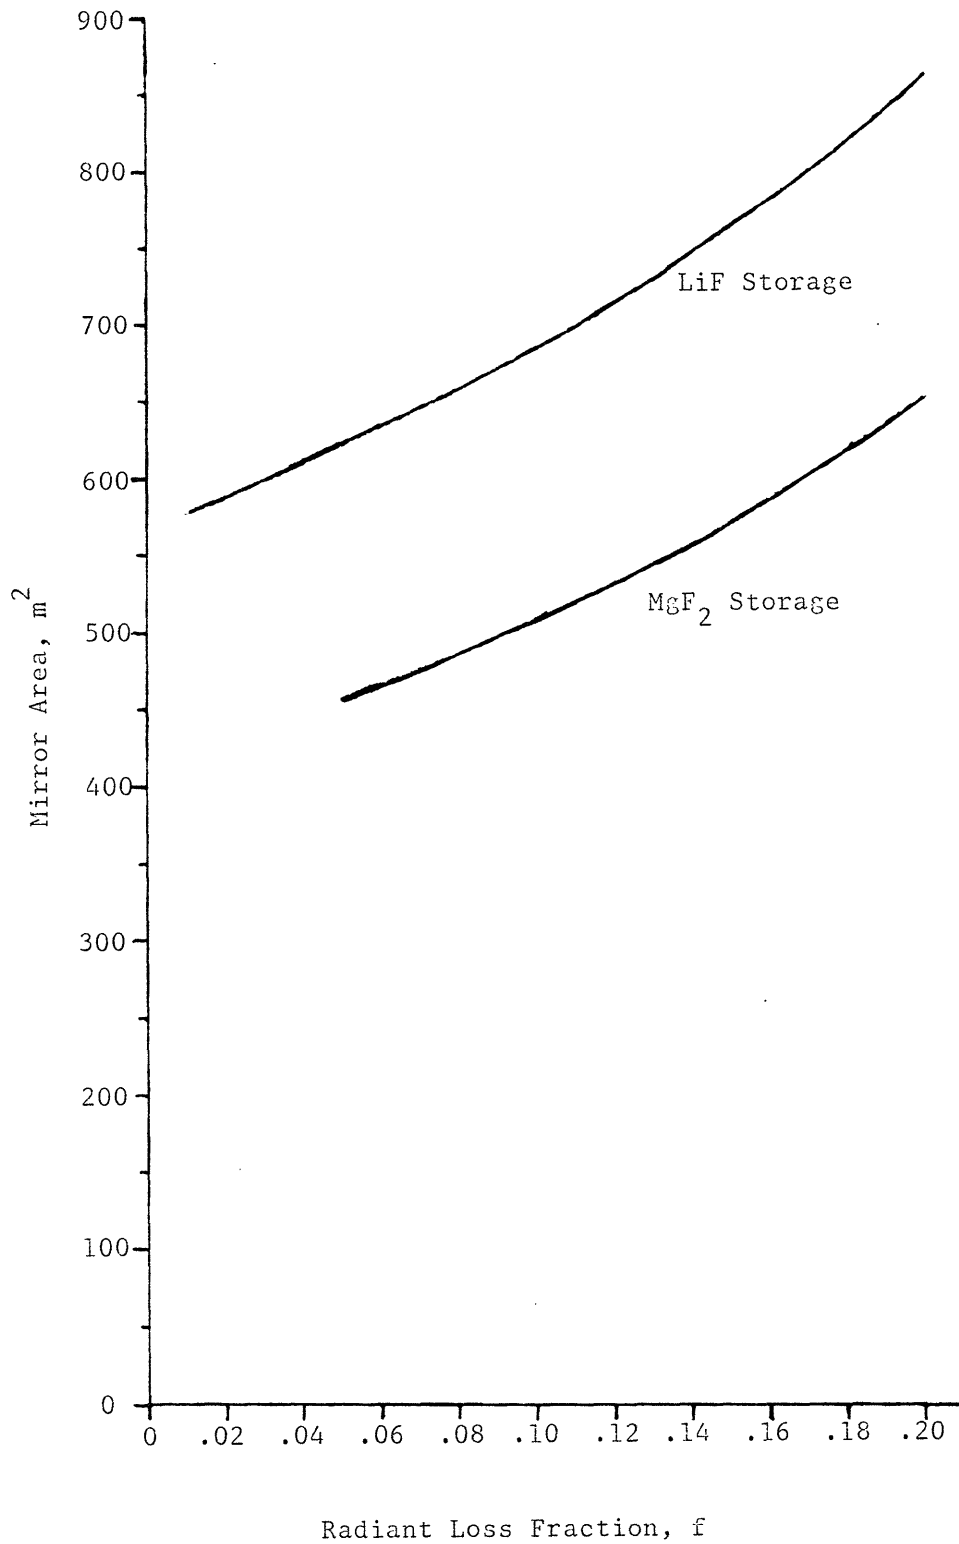 900
800
700
600
500
400
300
200
100
0
Mirror Area, m²
LiF Storage
MgF₂ Storage
0 .02 .04 .06 .08 .10 .12 .14 .16 .18 .20
Radiant Loss Fraction, f